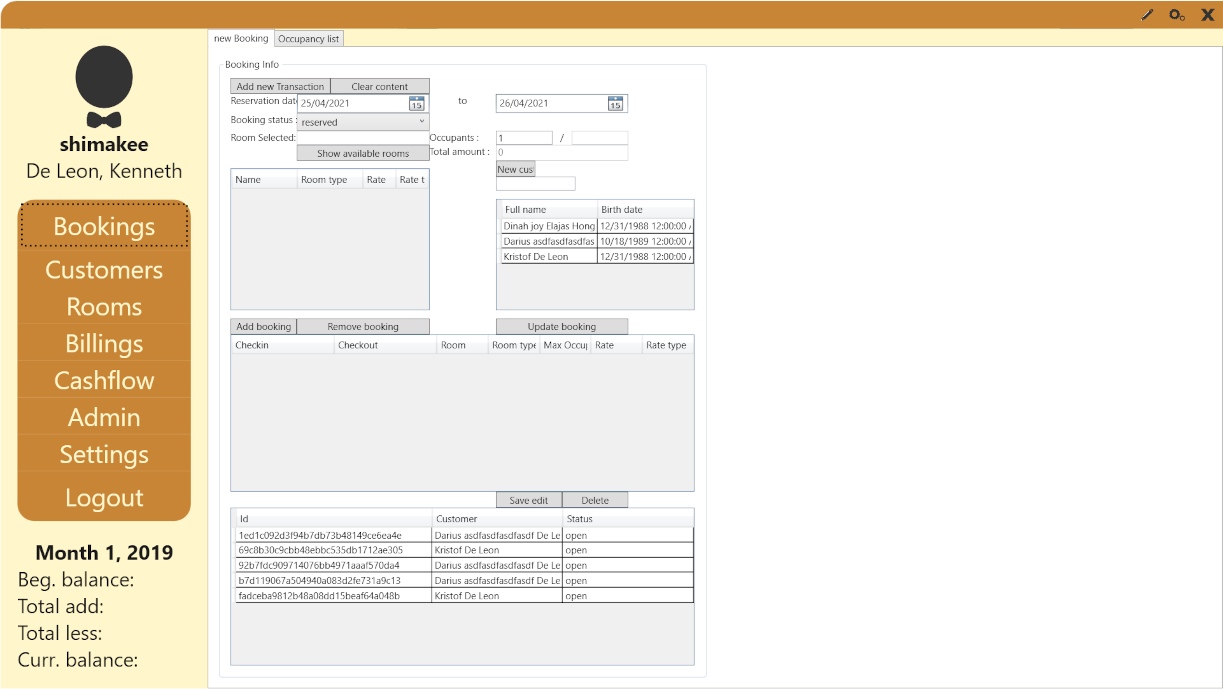 new Booking
Occupancy list
shimakee
De Leon, Kenneth
Bookings
Customers
Rooms
Billings
Cashflow
Admin
Settings
Logout
Month 1, 2019
Beg. balance:
Total add:
Total less:
Curr. balance:
Booking Info
Add new Transaction Clear content
Reservation dat 25/04/2021 15 to 26/04/2021 15
Booking status : reserved
Room Selected: Occupants : 1 /
Show available rooms Total amount : 0
New cus
Name Room type Rate Rate t
Full name Birth date
Dinah joy Elajas Hong 12/31/1988 12:00:00
Darius asdfasdfasdfas 10/18/1989 12:00:00
Kristof De Leon 12/31/1988 12:00:00
Add booking Remove booking Update booking
Checkin Checkout Room Room type Max Occup Rate Rate type
Save edit Delete
Id Customer Status
1ed1c092d3f94b7db73b48149ce6ea4e Darius asdfasdfasdfasdf De Le open
69c8b30c9cbb48ebbc535db1712ae305 Kristof De Leon open
92b7fdc909714076bb4971aaaf570da4 Darius asdfasdfasdfasdf De Le open
b7d119067a504940a083d2fe731a9c13 Darius asdfasdfasdfasdf De Le open
fadceba9812b48a08dd15beaf64a048b Kristof De Leon open